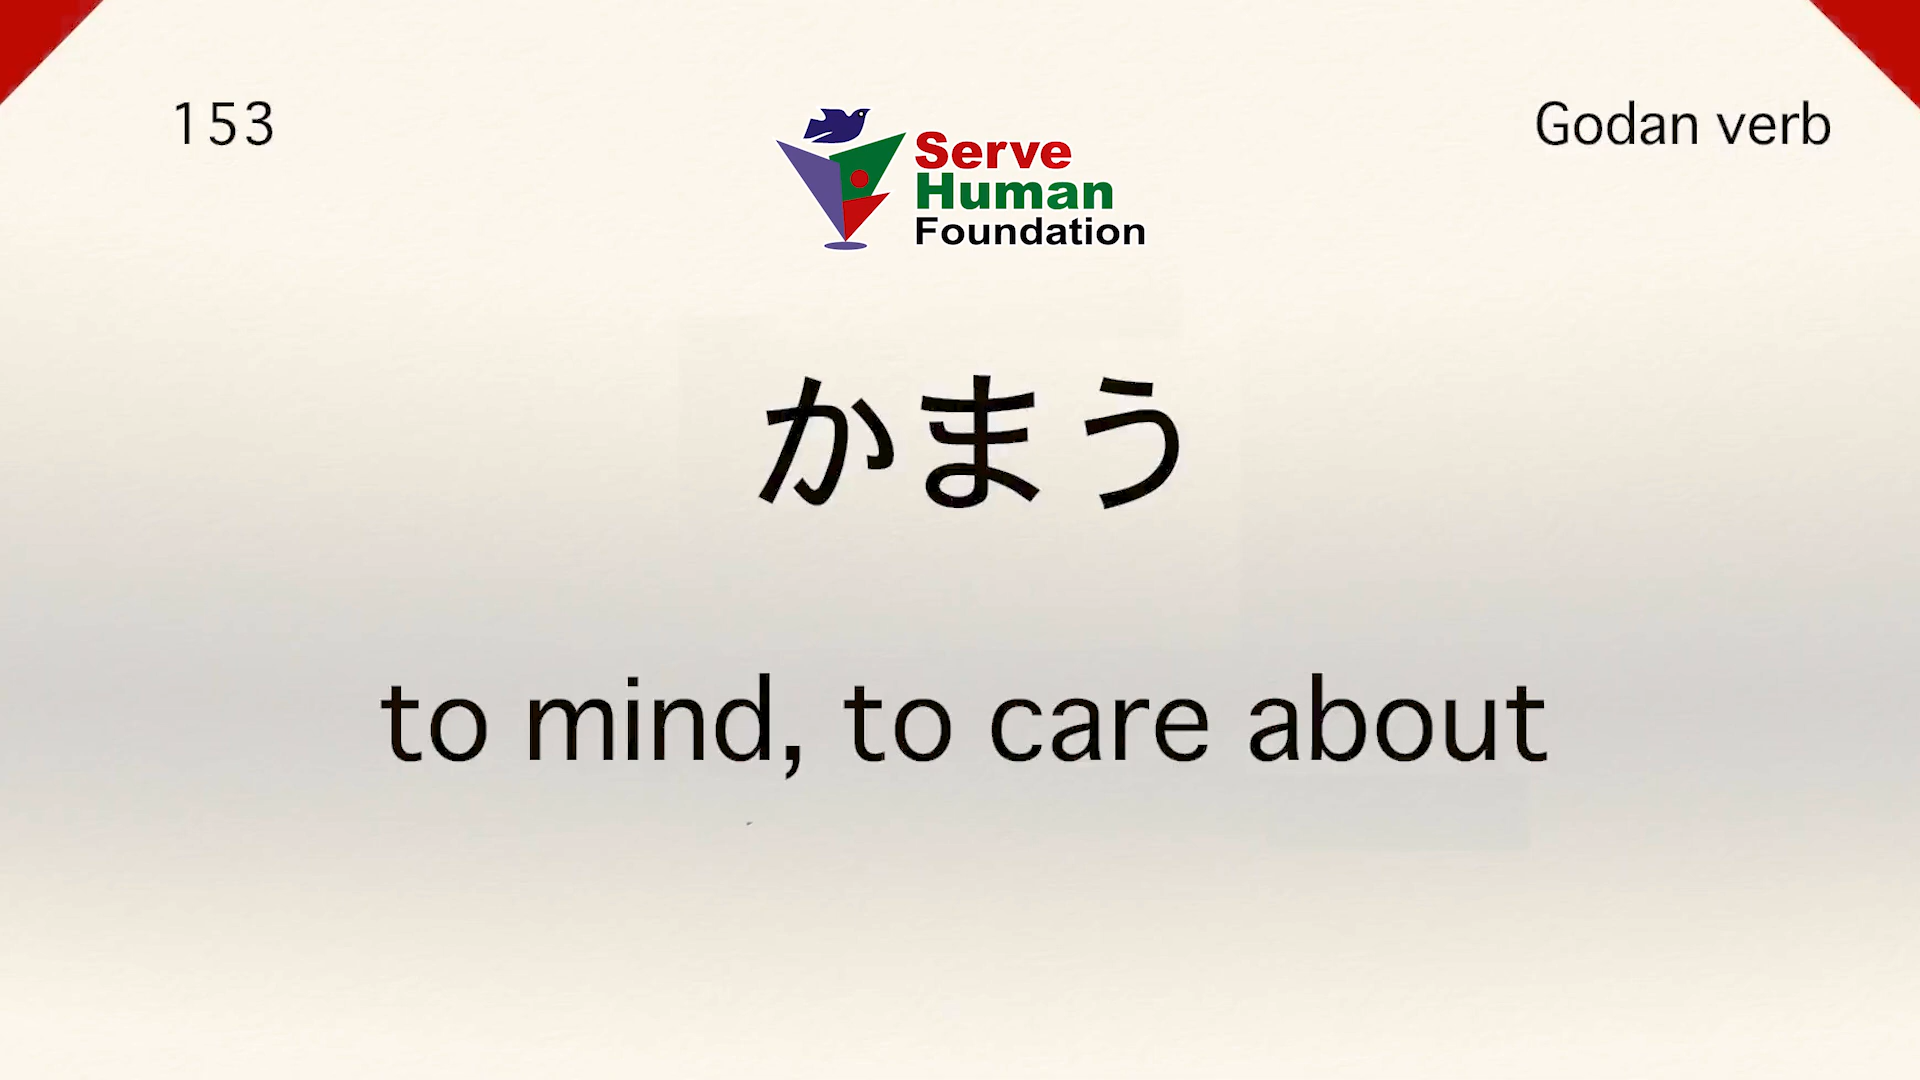 153
Serve
Human
Foundation
Godan verb
かまう
to mind, to care about